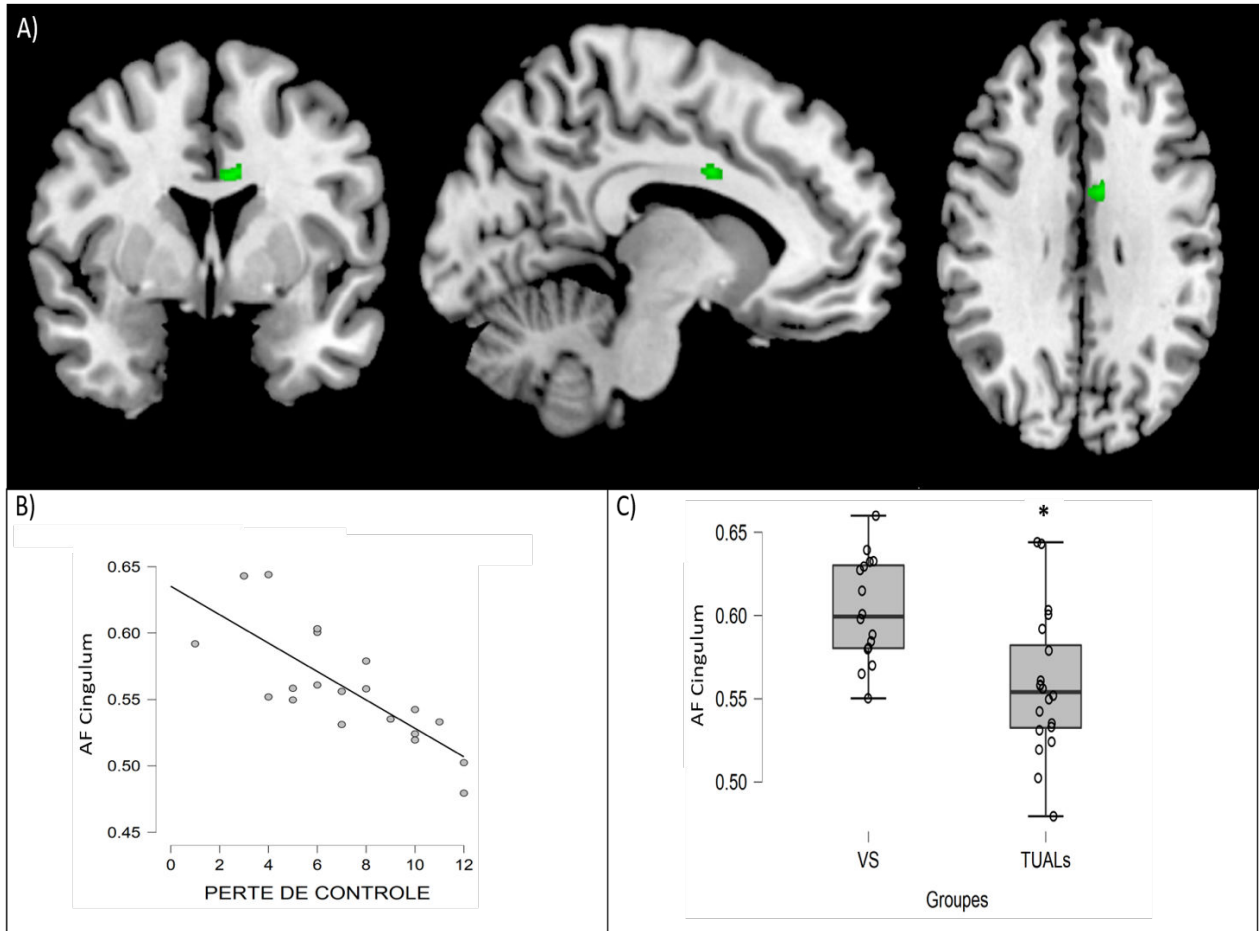 A)
B)
0.65
0.60
0.55
0.50
0.45
AF Cingulum
0 2 4 6 8 10 12
PERTE DE CONTROLE
C)
*
0.65
0.60
0.55
0.50
AF Cingulum
VS TUALs
Groupes